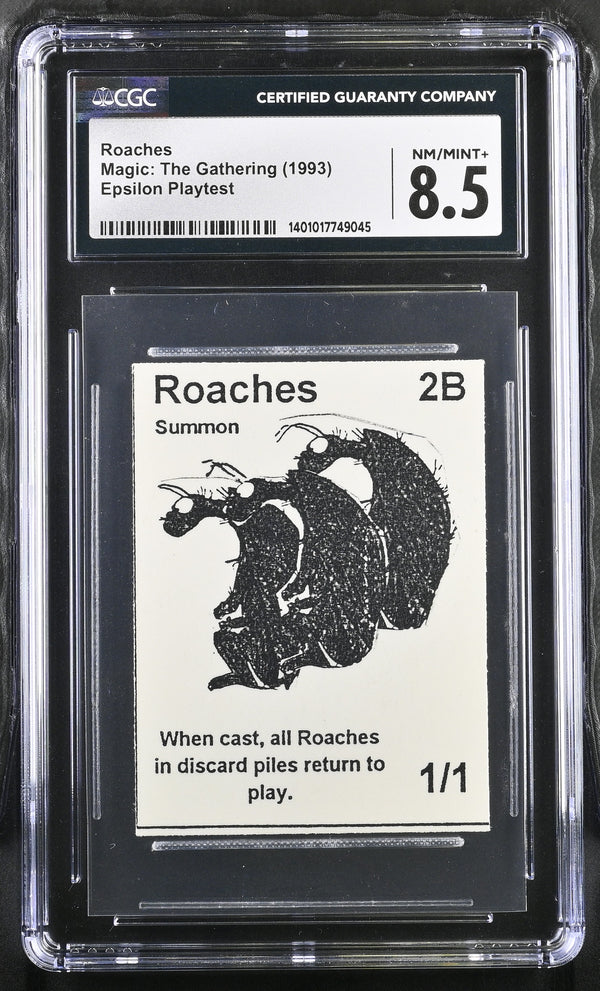 CGC
CERTIFIED GUARANTY COMPANY
Roaches
Magic: The Gathering (1993)
Epsilon Playtest
NM/MINT+
8.5
1401017749045
Roaches 2B
Summon
When cast, all Roaches
in discard piles return to
play.
1/1